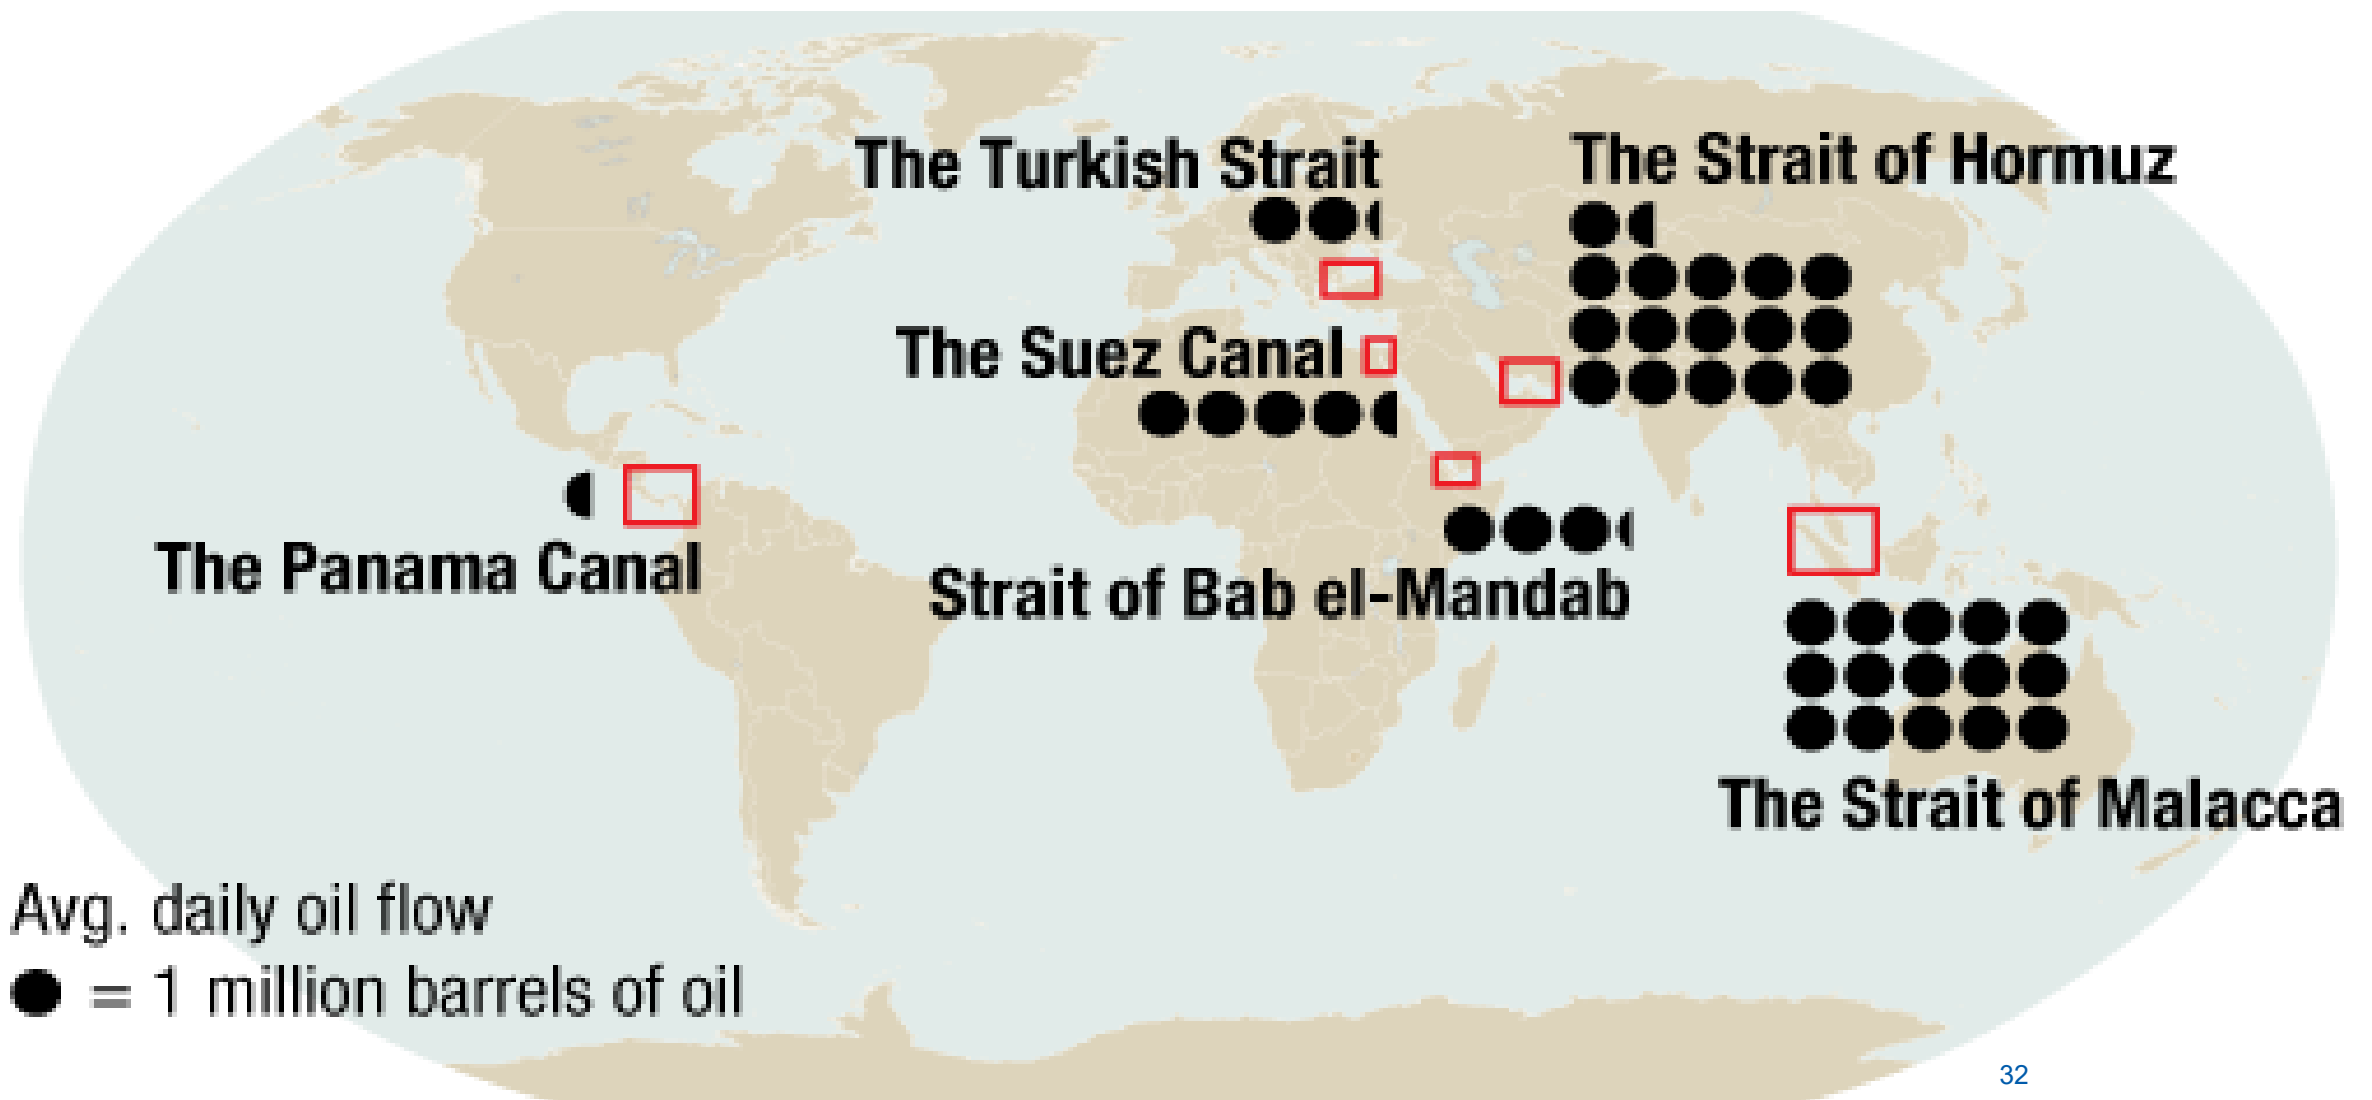 The Turkish Strait
The Strait of Hormuz
The Suez Canal
The Panama Canal
Strait of Bab el-Mandab
The Strait of Malacca
Avg. daily oil flow
= 1 million barrels of oil
32